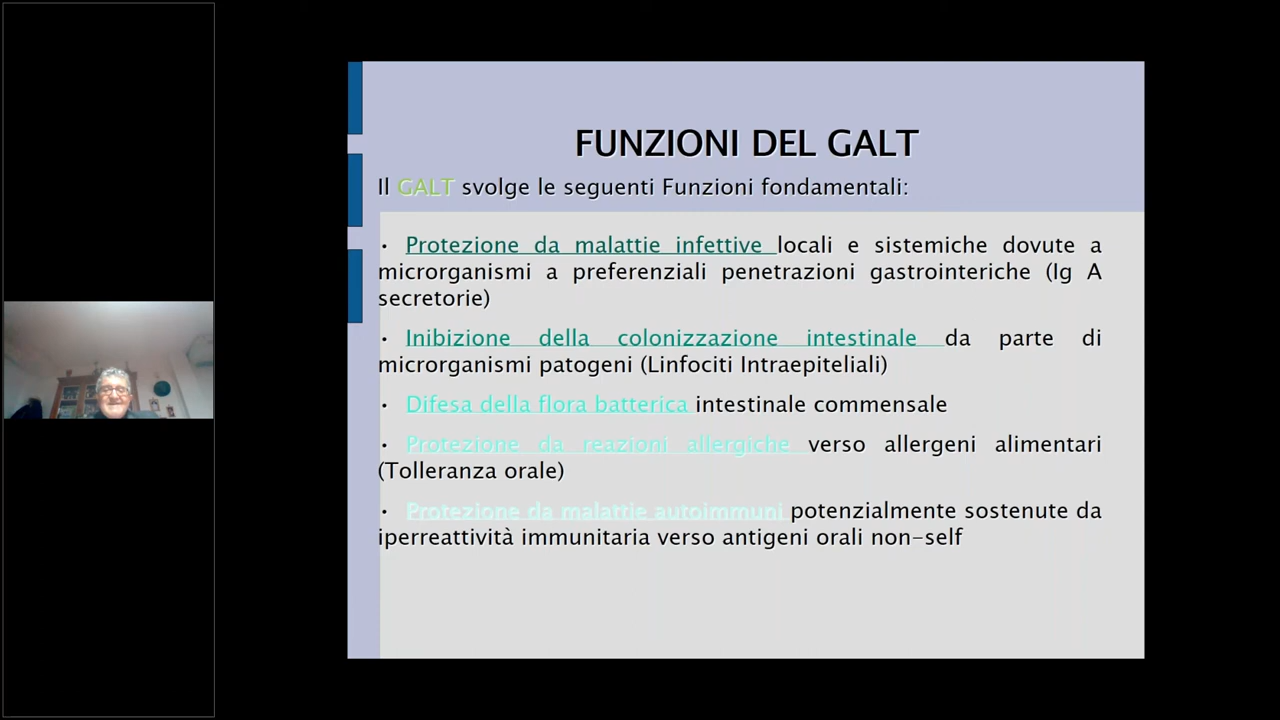 FUNZIONI DEL GALT
Il GALT svolge le seguenti Funzioni fondamentali:
• Protezione da malattie infettive locali e sistemiche dovute a
microrganismi a preferenziali penetrazioni gastrointeriche (Ig A
secretorie)
• Inibizione della colonizzazione intestinale da parte di
microrganismi patogeni (Linfociti Intraepiteliali)
• Difesa della flora batterica intestinale commensale
• Protezione da reazioni allergiche verso allergeni alimentari
(Tolleranza orale)
• Protezione da malattie autoimmuni potenzialmente sostenute da
iperreattività immunitaria verso antigeni orali non-self